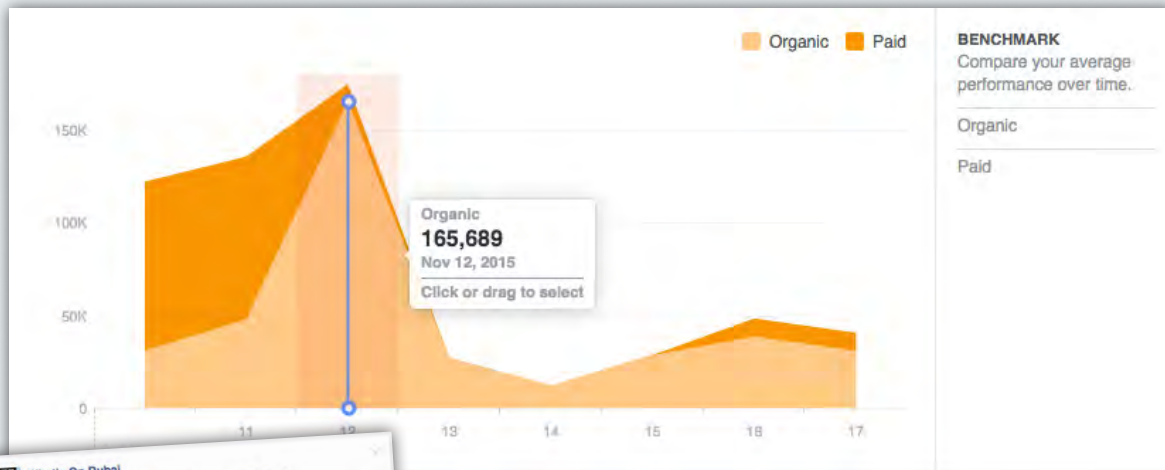 Organic Paid
BENCHMARK
Compare your average
performance over time.
Organic
Paid
150K
100K
50K
0
Organic
165,689
Nov 12, 2015
Click or drag to select
11 12 13 14 15 16 17
Dubai